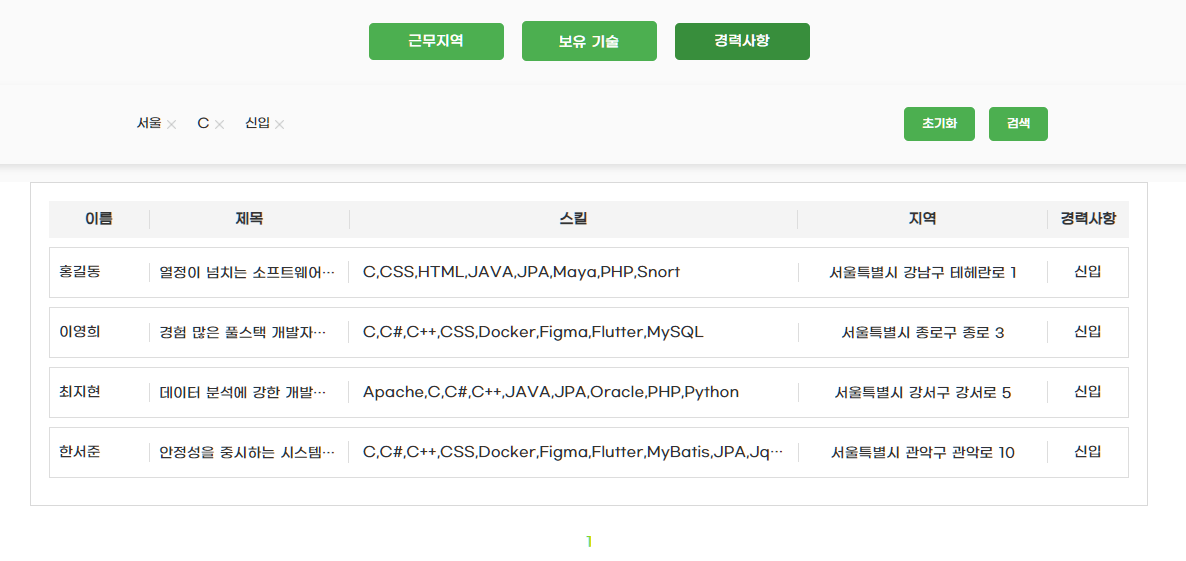 근무지역 보유 기술 경력사항
서울 × C × 신입 × 초기화 검색
이름 제목 스킬 지역 경력사항
홍길동 열정이 넘치는 소프트웨어… C,CSS,HTML,JAVA,JPA,Maya,PHP,Snort 서울특별시 강남구 테헤란로 1 신입
이영희 경험 많은 풀스택 개발자… C,C#,C++,CSS,Docker,Figma,Flutter,MySQL 서울특별시 종로구 종로 3 신입
최지현 데이터 분석에 강한 개발… Apache,C,C#,C++,JAVA,JPA,Oracle,PHP,Python 서울특별시 강서구 강서로 5 신입
한서준 안정성을 중시하는 시스템… C,C#,C++,CSS,Docker,Figma,Flutter,MyBatis,JPA,Jq… 서울특별시 관악구 관악로 10 신입
1